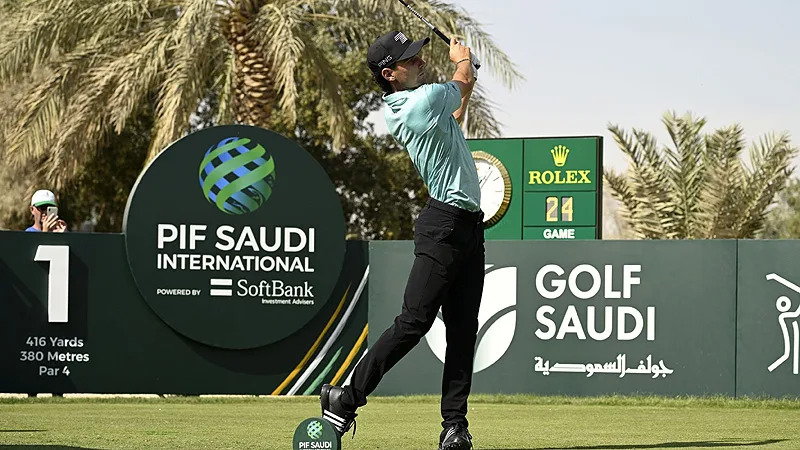 PING
PIF SAUDI
INTERNATIONAL
POWERED BY SoftBank
Investment Advisers
1
416 Yards
380 Metres
Par 4
ROLEX
24
GAME
GOLF
SAUDI
جولف السعودية
PIF SAUDI